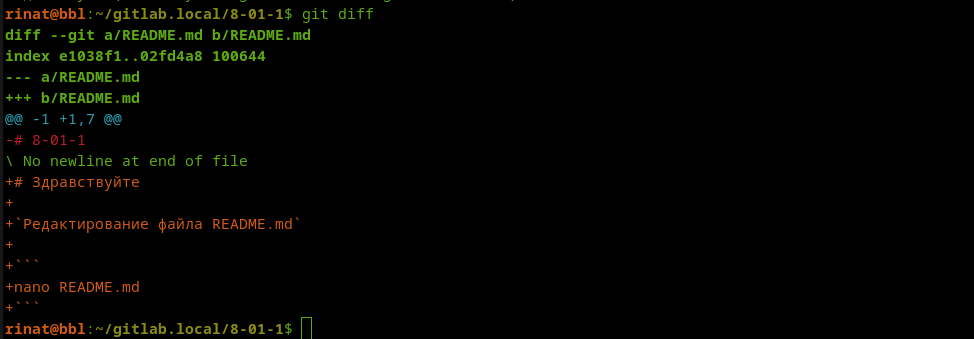 rinat@bbl:~/gitlab.local/8-01-1$ git diff
diff --git a/README.md b/README.md
index e1038f1..02fd4a8 100644
--- a/README.md
+++ b/README.md
@@ -1 +1,7 @@
-# 8-01-1
\ No newline at end of file
+# Здравствуйте
+
+`Редактирование файла README.md`
+
+```
+nano README.md
+```
rinat@bbl:~/gitlab.local/8-01-1$